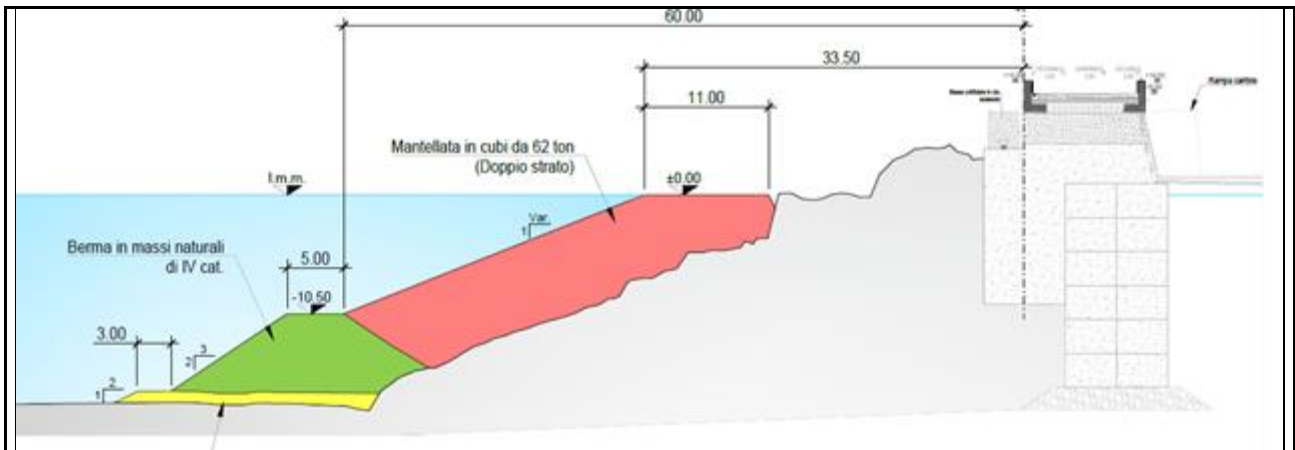 60.00
33.50
11.00
Rampa carrabile
Mantellata in cubi da 62 ton
(Doppio strato)
l.m.m.
±0.00
Var.
1
Berma in massi naturali
di IV cat.
5.00
-10.50
3.00
3
2
2
1